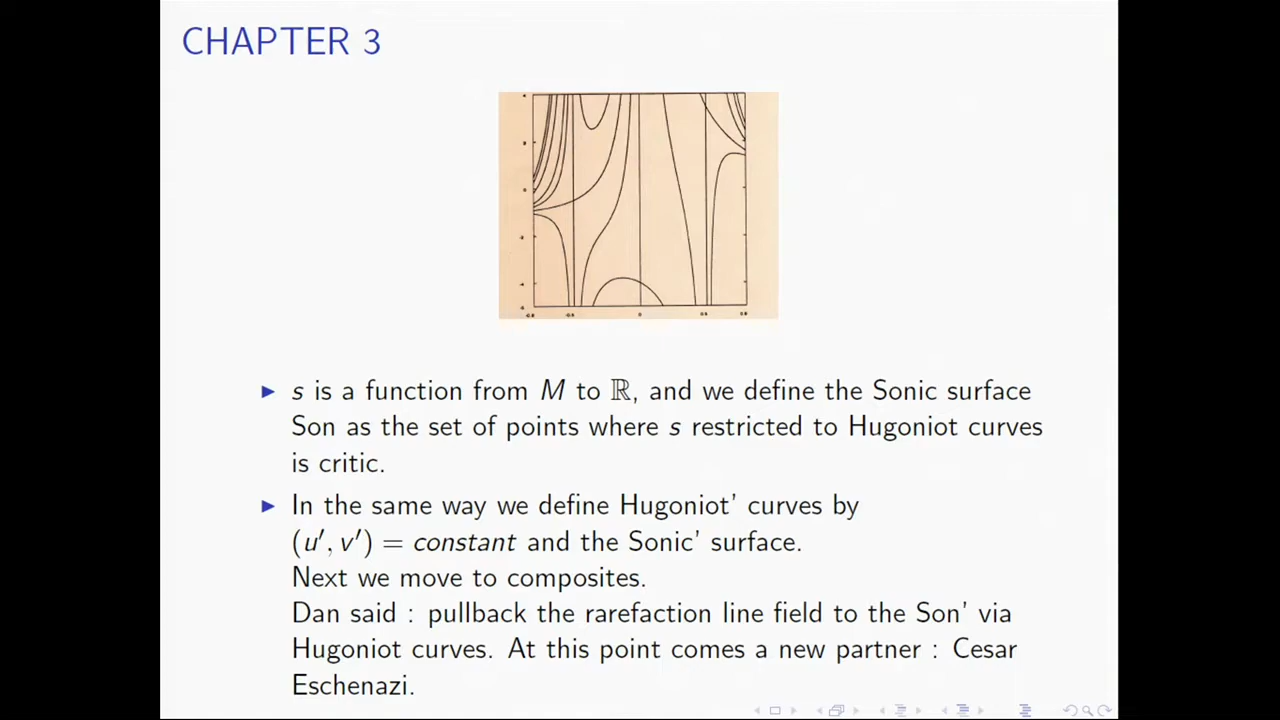 CHAPTER 3
s is a function from M to ℝ, and we define the Sonic surface
Son as the set of points where s restricted to Hugoniot curves
is critic.
In the same way we define Hugoniot' curves by
(u′, v′) = constant and the Sonic' surface.
Next we move to composites.
Dan said : pullback the rarefaction line field to the Son' via
Hugoniot curves. At this point comes a new partner : Cesar
Eschenazi.